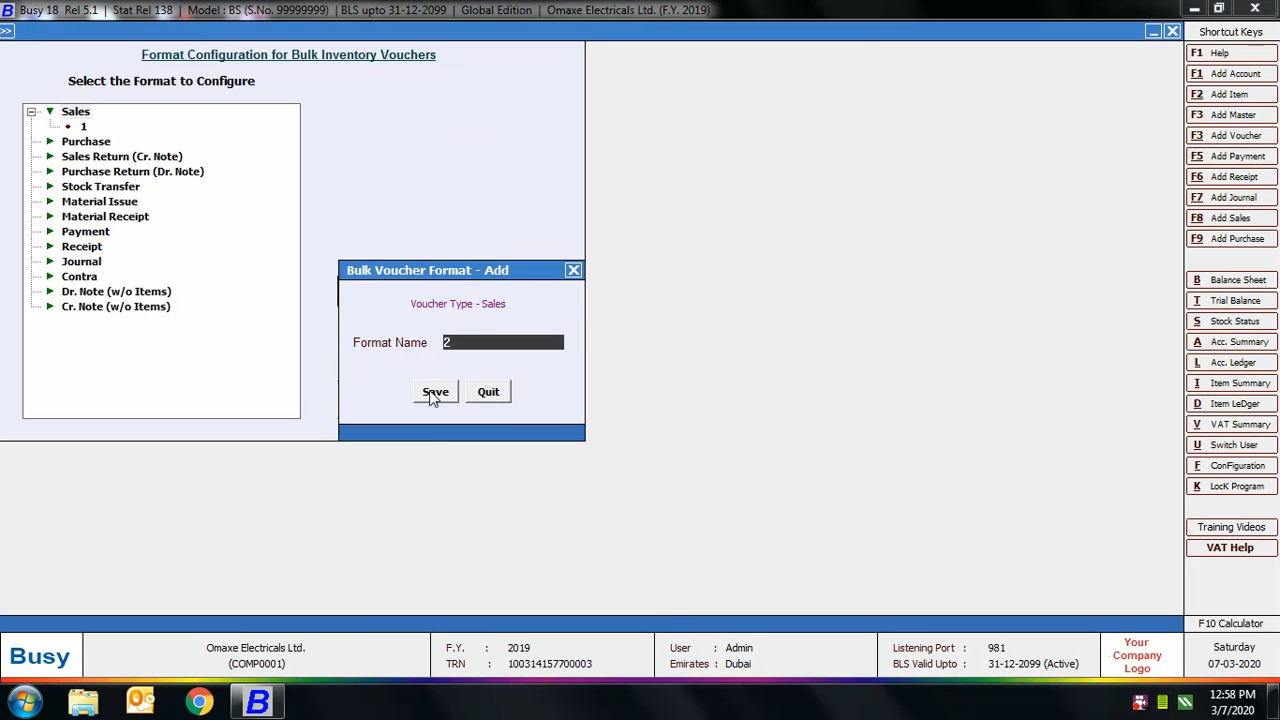 Busy 18 | Rel 5.1 | Stat Rel 138 | Model : BS (S.No. 99999999) | BLS upto 31-12-2099 | Global Edition | Omaxe Electricals Ltd. (F.Y. 2019)
>>
Format Configuration for Bulk Inventory Vouchers
Select the Format to Configure
Sales
1
Purchase
Sales Return (Cr. Note)
Purchase Return (Dr. Note)
Stock Transfer
Material Issue
Material Receipt
Payment
Receipt
Journal
Contra
Dr. Note (w/o Items)
Cr. Note (w/o Items)
Bulk Voucher Format - Add
Voucher Type - Sales
Format Name 2
Save Quit
Shortcut Keys
F1 Help
F1 Add Account
F2 Add Item
F3 Add Master
F3 Add Voucher
F5 Add Payment
F6 Add Receipt
F7 Add Journal
F8 Add Sales
F9 Add Purchase
B Balance Sheet
T Trial Balance
S Stock Status
A Acc. Summary
L Acc. Ledger
I Item Summary
D Item LeDger
V VAT Summary
U Switch User
F ConFiguration
K LocK Program
Training Videos
VAT Help
F10 Calculator
Busy
Omaxe Electricals Ltd.
(COMP0001)
F.Y. : 2019
TRN : 100314157700003
User : Admin
Emirates : Dubai
Listening Port : 981
BLS Valid Upto : 31-12-2099 (Active)
Your
Company
Logo
Saturday
07-03-2020
12:58 PM
3/7/2020